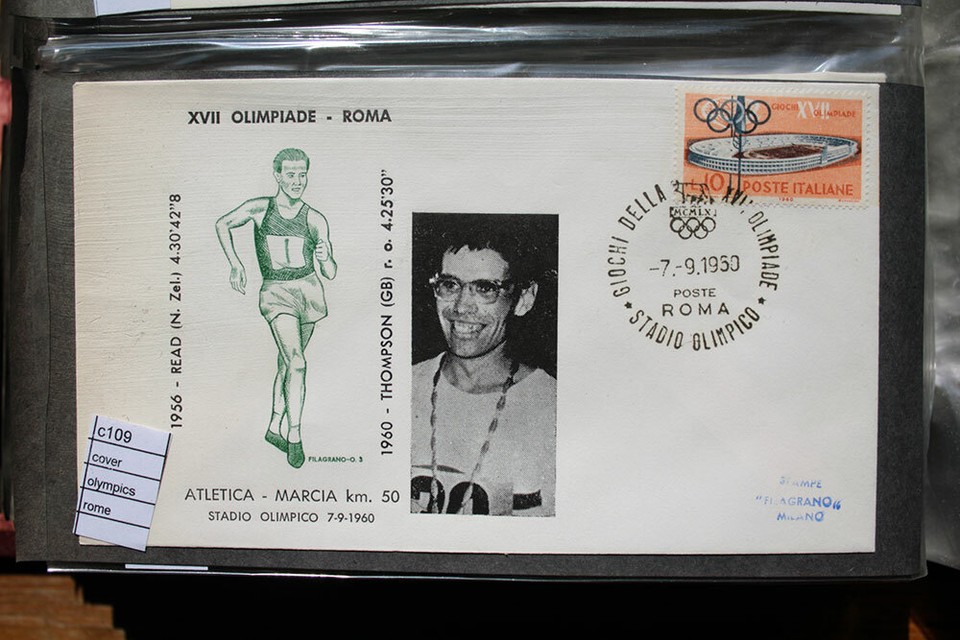 XVII OLIMPIADE - ROMA
1956 - READ (N. Zel.) 4.30'42"8
1960 - THOMPSON (GB) r. o. 4.25'30"
FILAGRANO-O. 3
ATLETICA - MARCIA km. 50
STADIO OLIMPICO 7-9-1960
c109
cover
olympics
rome
GIOCHI XVII OLIMPIADE
L. 10 POSTE ITALIANE
1960
GIOCHI DELLA XVII OLIMPIADE
MCMLX
-7.-9.1960
POSTE
ROMA
★ STADIO OLIMPICO ★
STAMPE
"FILAGRANO"
MILANO